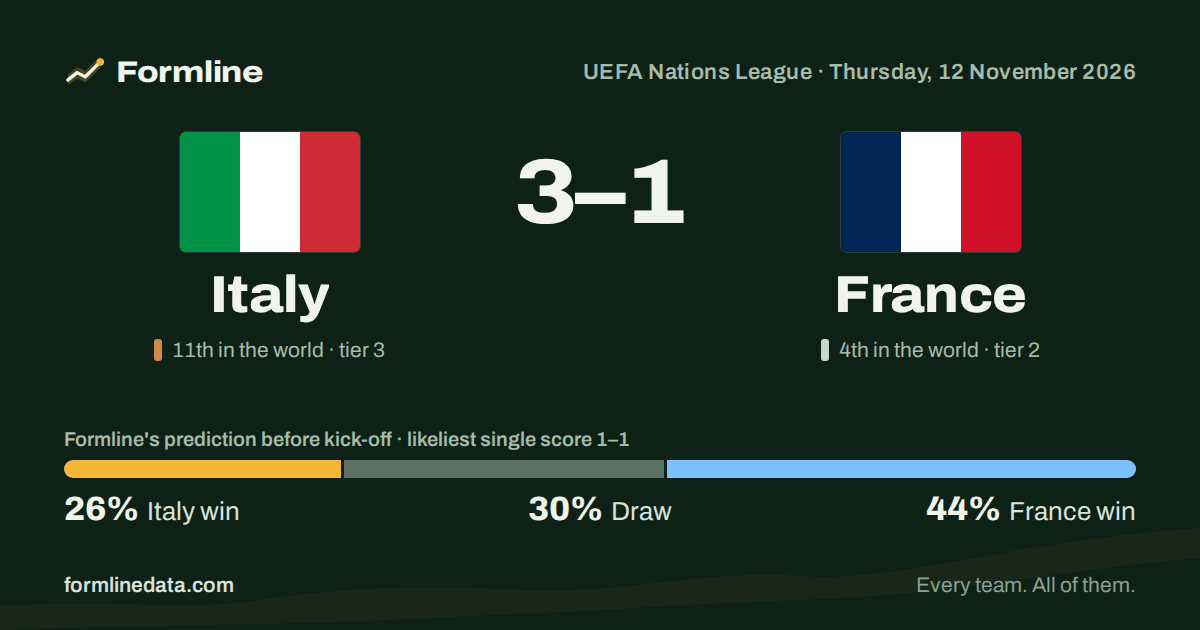 Formline
UEFA Nations League · Thursday, 12 November 2026
3–1
Italy
France
11th in the world · tier 3
4th in the world · tier 2
Formline's prediction before kick-off · likeliest single score 1–1
26% Italy win
30% Draw
44% France win
formlinedata.com
Every team. All of them.